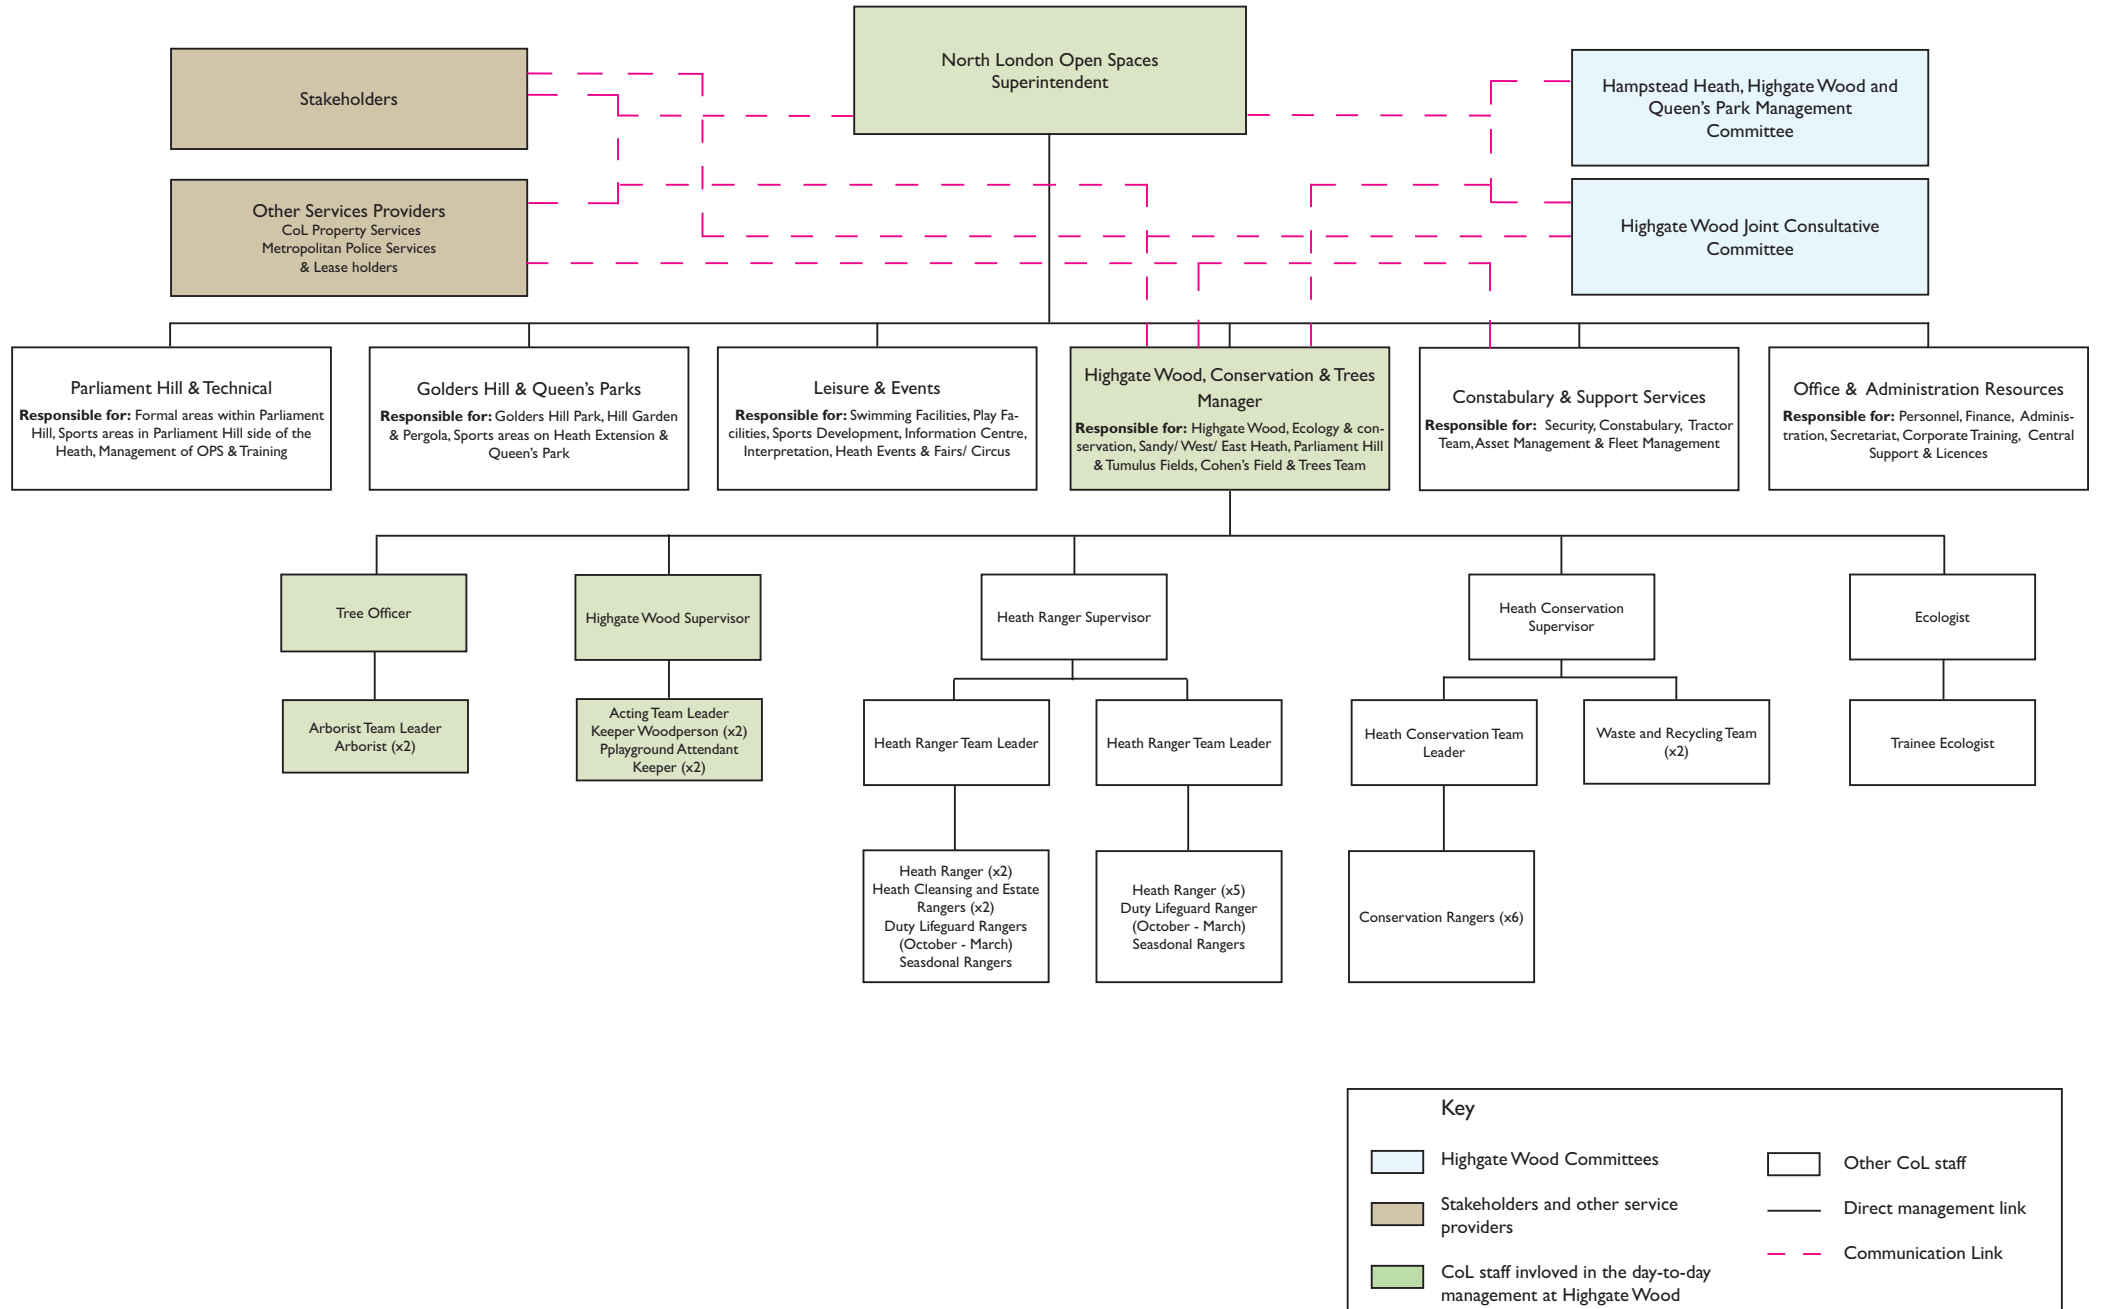 North London Open Spaces
Superintendent
Stakeholders
Hampstead Heath, Highgate Wood and
Queen's Park Management
Committee
Other Services Providers
CoL Property Services
Metropolitan Police Services
& Lease holders
Highgate Wood Joint Consultative
Committee
Parliament Hill & Technical
Responsible for: Formal areas within Parliament
Hill, Sports areas in Parliament Hill side of the
Heath, Management of OPS & Training
Golders Hill & Queen's Parks
Responsible for: Golders Hill Park, Hill Garden
& Pergola, Sports areas on Heath Extension &
Queen's Park
Leisure & Events
Responsible for: Swimming Facilities, Play Fa-
cilities, Sports Development, Information Centre,
Interpretation, Heath Events & Fairs/ Circus
Highgate Wood, Conservation & Trees
Manager
Responsible for: Highgate Wood, Ecology & con-
servation, Sandy/ West/ East Heath, Parliament Hill
& Tumulus Fields, Cohen's Field & Trees Team
Constabulary & Support Services
Responsible for: Security, Constabulary, Tractor
Team, Asset Management & Fleet Management
Office & Administration Resources
Responsible for: Personnel, Finance, Adminis-
tration, Secretariat, Corporate Training, Central
Support & Licences
Tree Officer
Highgate Wood Supervisor
Heath Ranger Supervisor
Heath Conservation
Supervisor
Ecologist
Arborist Team Leader
Arborist (x2)
Acting Team Leader
Keeper Woodperson (x2)
Pplayground Attendant
Keeper (x2)
Heath Ranger Team Leader
Heath Ranger Team Leader
Heath Conservation Team
Leader
Waste and Recycling Team
(x2)
Trainee Ecologist
Heath Ranger (x2)
Heath Cleansing and Estate
Rangers (x2)
Duty Lifeguard Rangers
(October - March)
Seasdonal Rangers
Heath Ranger (x5)
Duty Lifeguard Ranger
(October - March)
Seasdonal Rangers
Conservation Rangers (x6)
Key
Highgate Wood Committees
Stakeholders and other service
providers
CoL staff invloved in the day-to-day
management at Highgate Wood
Other CoL staff
Direct management link
Communication Link